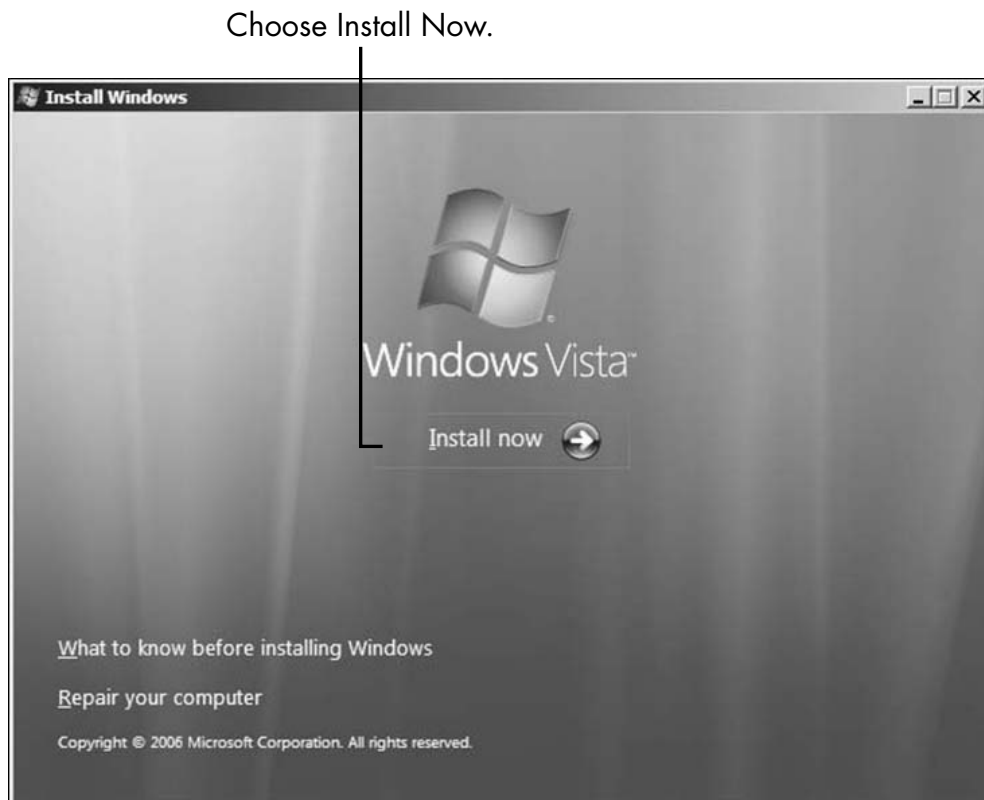 Choose Install Now.
Install Windows
Windows Vista™
Install now
What to know before installing Windows
Repair your computer
Copyright © 2006 Microsoft Corporation. All rights reserved.